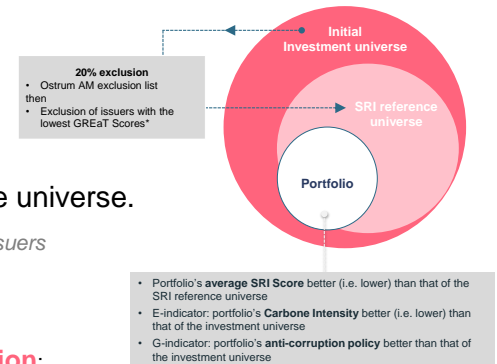 Initial
Investment universe
20% exclusion
• Ostrum AM exclusion list
then
• Exclusion of issuers with the
lowest GREaT Scores*
SRI reference
universe
Portfolio
e universe.
suers
• Portfolio's average SRI Score better (i.e. lower) than that of the
SRI reference universe
• E-indicator: portfolio's Carbone Intensity better (i.e. lower) than
that of the investment universe
• G-indicator: portfolio's anti-corruption policy better than that of
the investment universe
ion: